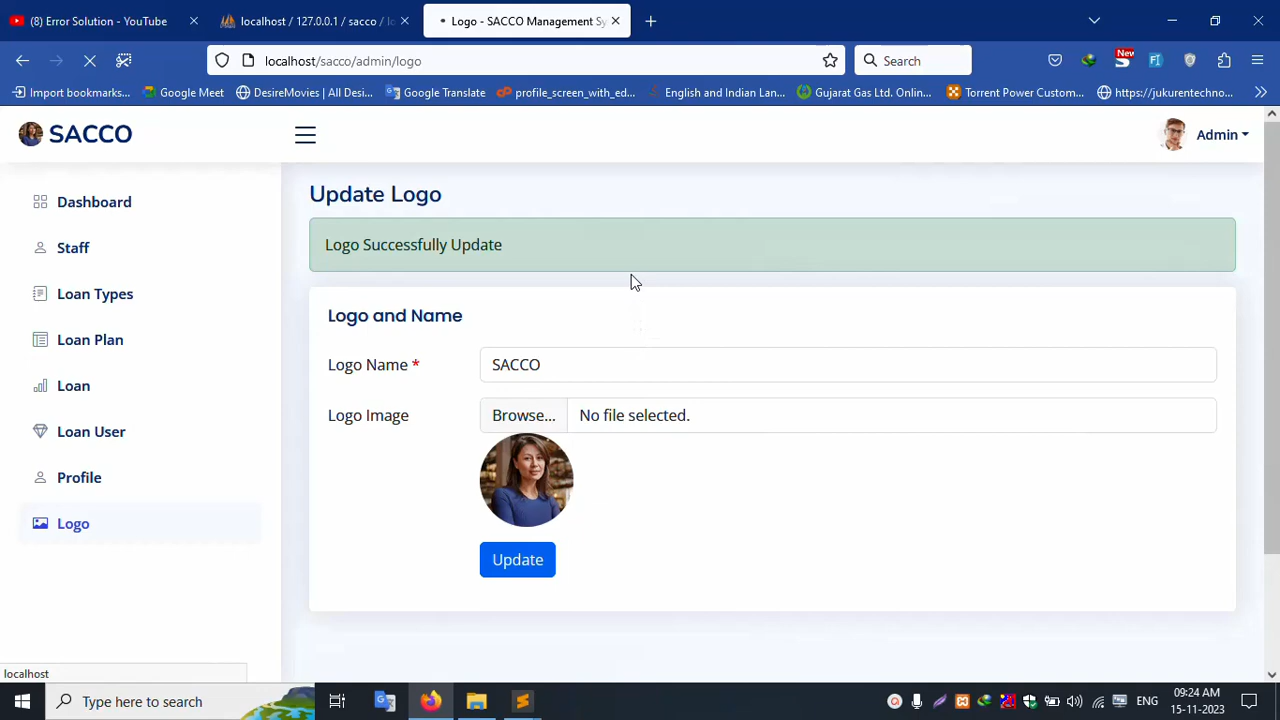 (8) Error Solution - YouTube
localhost / 127.0.0.1 / sacco / lo
Logo - SACCO Management Sy
localhost/sacco/admin/logo
Search
New
Import bookmarks...
Google Meet
DesireMovies | All Desi...
Google Translate
profile_screen_with_ed...
English and Indian Lan...
Gujarat Gas Ltd. Onlin...
Torrent Power Custom...
https://jukurentechno...
SACCO
Admin
Dashboard
Staff
Loan Types
Loan Plan
Loan
Loan User
Profile
Logo
Update Logo
Logo Successfully Update
Logo and Name
Logo Name *
SACCO
Logo Image
Browse...
No file selected.
Update
localhost
Type here to search
ENG
09:24 AM
15-11-2023